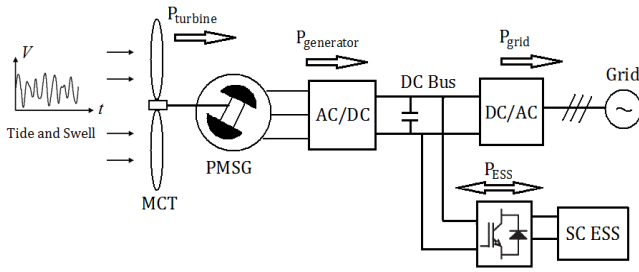 P_turbine
P_generator
P_grid
V
t
Tide and Swell
MCT
PMSG
AC/DC
DC Bus
DC/AC
Grid
~
P_ESS
SC ESS